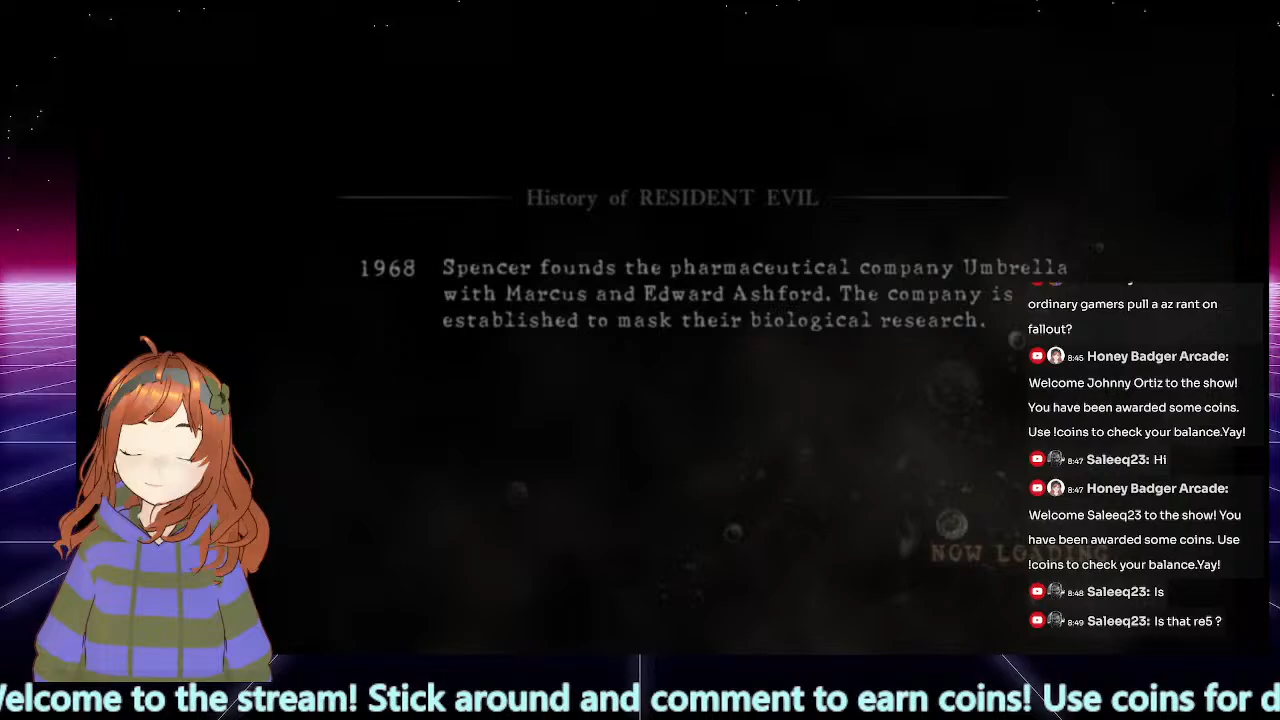 History of RESIDENT EVIL
1968 Spencer founds the pharmaceutical company Umbrella
with Marcus and Edward Ashford. The company is
established to mask their biological research.
NOW LOADING
ordinary gamers pull a az rant on
fallout?
8:45 Honey Badger Arcade:
Welcome Johnny Ortiz to the show!
You have been awarded some coins.
Use !coins to check your balance.Yay!
8:47 Saleeq23: Hi
8:47 Honey Badger Arcade:
Welcome Saleeq23 to the show! You
have been awarded some coins. Use
!coins to check your balance.Yay!
8:48 Saleeq23: Is
8:49 Saleeq23: Is that re5 ?
Welcome to the stream! Stick around and comment to earn coins! Use coins for d